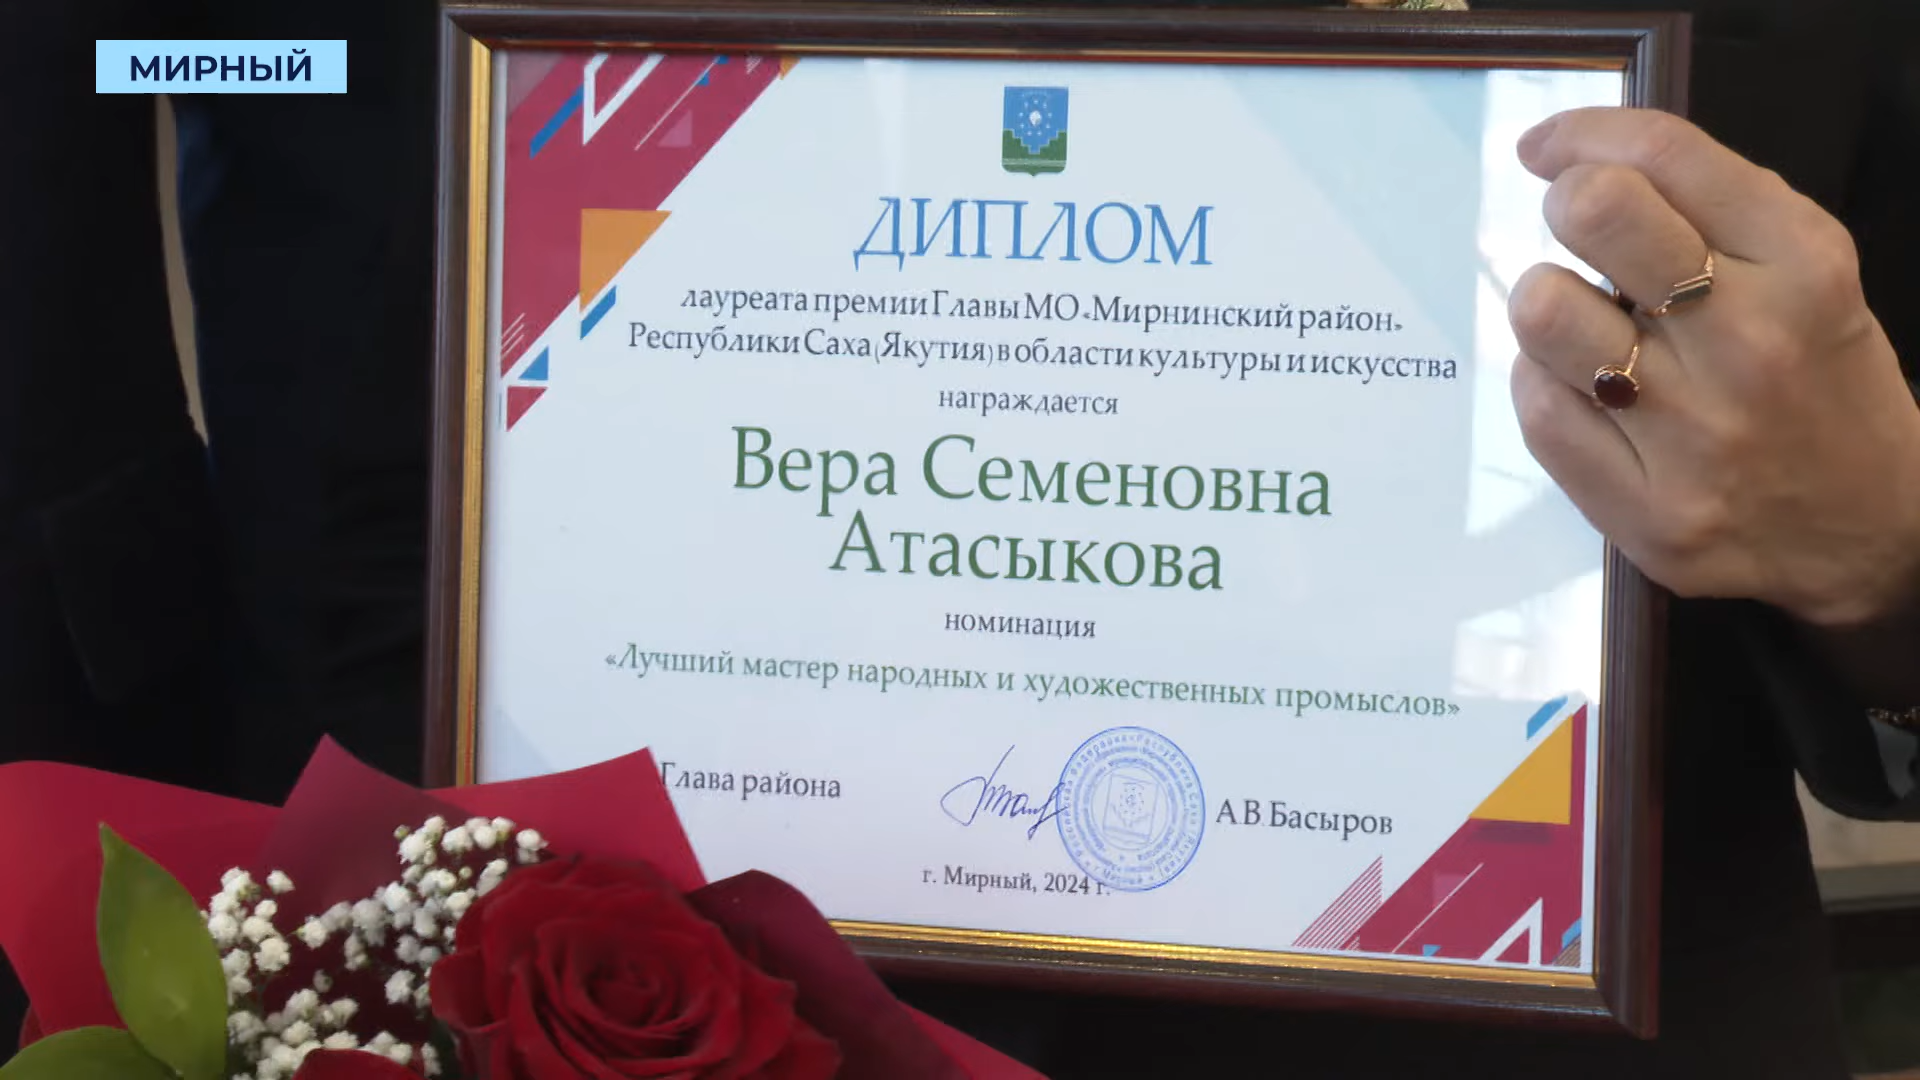 МИРНЫЙ
ДИПЛОМ
лауреата премии Главы МО «Мирнинский район»
Республики Саха (Якутия) в области культуры и искусства
награждается
Вера Семеновна
Атасыкова
номинация
«Лучший мастер народных и художественных промыслов»
Глава района
А.В. Басыров
г. Мирный, 2024 г.